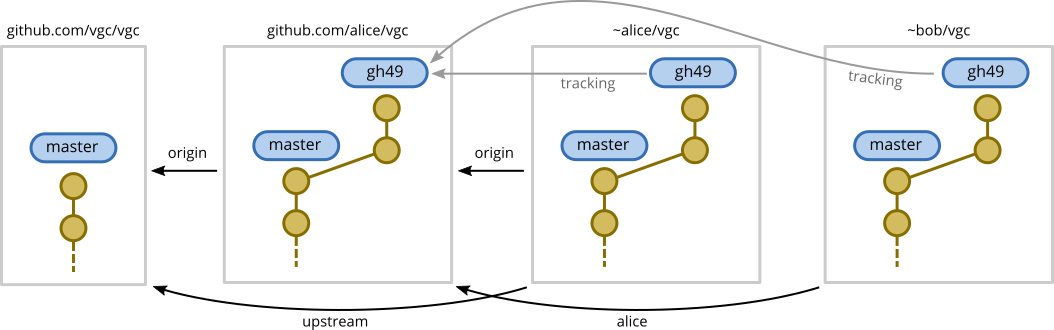 github.com/vgc/vgc
github.com/alice/vgc
~alice/vgc
~bob/vgc
gh49
gh49
gh49
tracking
tracking
master
master
master
master
origin
origin
upstream
alice